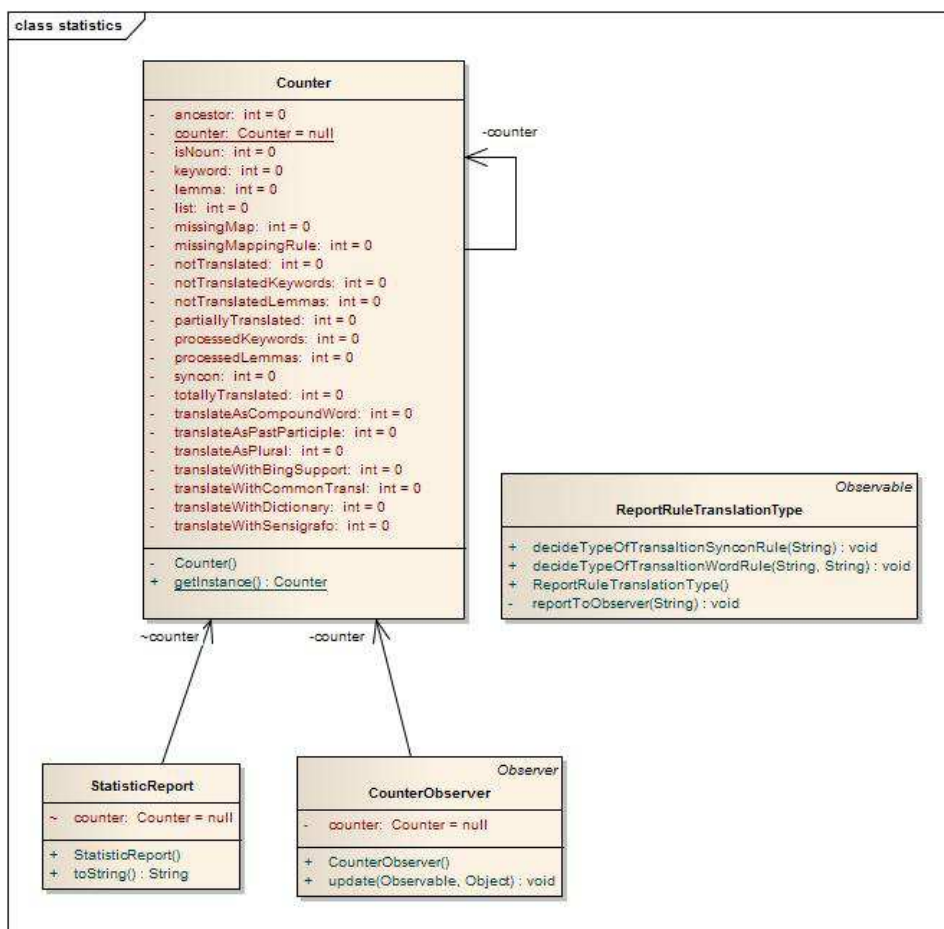 class statistics
Counter
- ancestor: int = 0
- counter: Counter = null
- isNoun: int = 0
- keyword: int = 0
- lemma: int = 0
- list: int = 0
- missingMap: int = 0
- missingMappingRule: int = 0
- notTranslated: int = 0
- notTranslatedKeywords: int = 0
- notTranslatedLemmas: int = 0
- partiallyTranslated: int = 0
- processedKeywords: int = 0
- processedLemmas: int = 0
- syncon: int = 0
- totallyTranslated: int = 0
- translateAsCompoundWord: int = 0
- translateAsPastParticiple: int = 0
- translateAsPlural: int = 0
- translateWithBingSupport: int = 0
- translateWithCommonTransl: int = 0
- translateWithDictionary: int = 0
- translateWithSensigrafo: int = 0
- Counter()
+ getInstance() : Counter
-counter
Observable
ReportRuleTranslationType
+ decideTypeOfTransaltionSynconRule(String) : void
+ decideTypeOfTransaltionWordRule(String, String) : void
+ ReportRuleTranslationType()
- reportToObserver(String) : void
~counter
-counter
StatisticReport
~ counter: Counter = null
+ StatisticReport()
+ toString() : String
Observer
CounterObserver
- counter: Counter = null
+ CounterObserver()
+ update(Observable, Object) : void